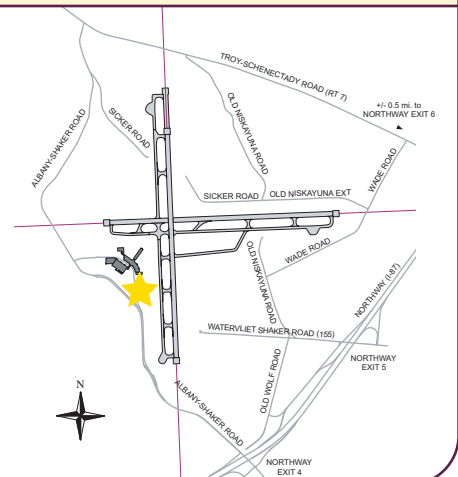 TROY-SCHENECTADY ROAD (RT 7)
+/- 0.5 mi. to
NORTHWAY EXIT 6
ALBANY-SHAKER ROAD
SICKER ROAD
OLD NISKAYUNA ROAD
WADE ROAD
SICKER ROAD
OLD NISKAYUNA EXT
WADE ROAD
OLD NISKAYUNA ROAD
NORTHWAY (I-87)
WATERVLIET SHAKER ROAD (155)
NORTHWAY
EXIT 5
OLD WOLF ROAD
ALBANY-SHAKER ROAD
N
NORTHWAY
EXIT 4